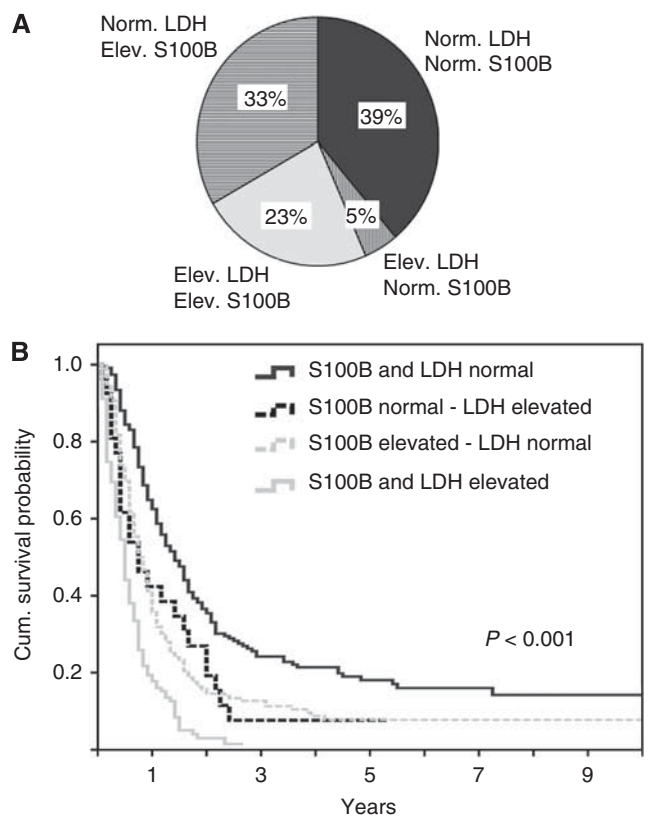 A
Norm. LDH
Elev. S100B
Norm. LDH
Norm. S100B
33%
39%
23%
5%
Elev. LDH
Elev. S100B
Elev. LDH
Norm. S100B
B
1.0
0.8
0.6
0.4
0.2
Cum. survival probability
S100B and LDH normal
S100B normal - LDH elevated
S100B elevated - LDH normal
S100B and LDH elevated
P < 0.001
1 3 5 7 9
Years